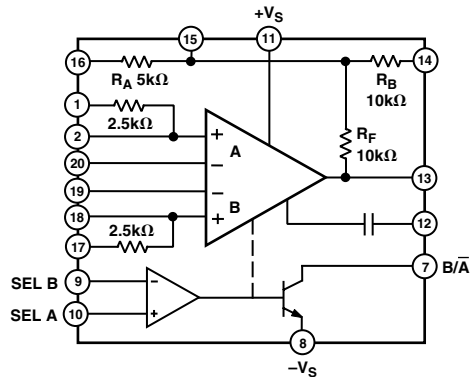 +VS
15
11
16
14
RA 5kΩ
RB
10kΩ
1
2.5kΩ
RF
10kΩ
2
+
A
20
−
13
19
−
18
+
B
12
2.5kΩ
17
7
B/A̅
SEL B
9
−
SEL A
10
+
8
−VS